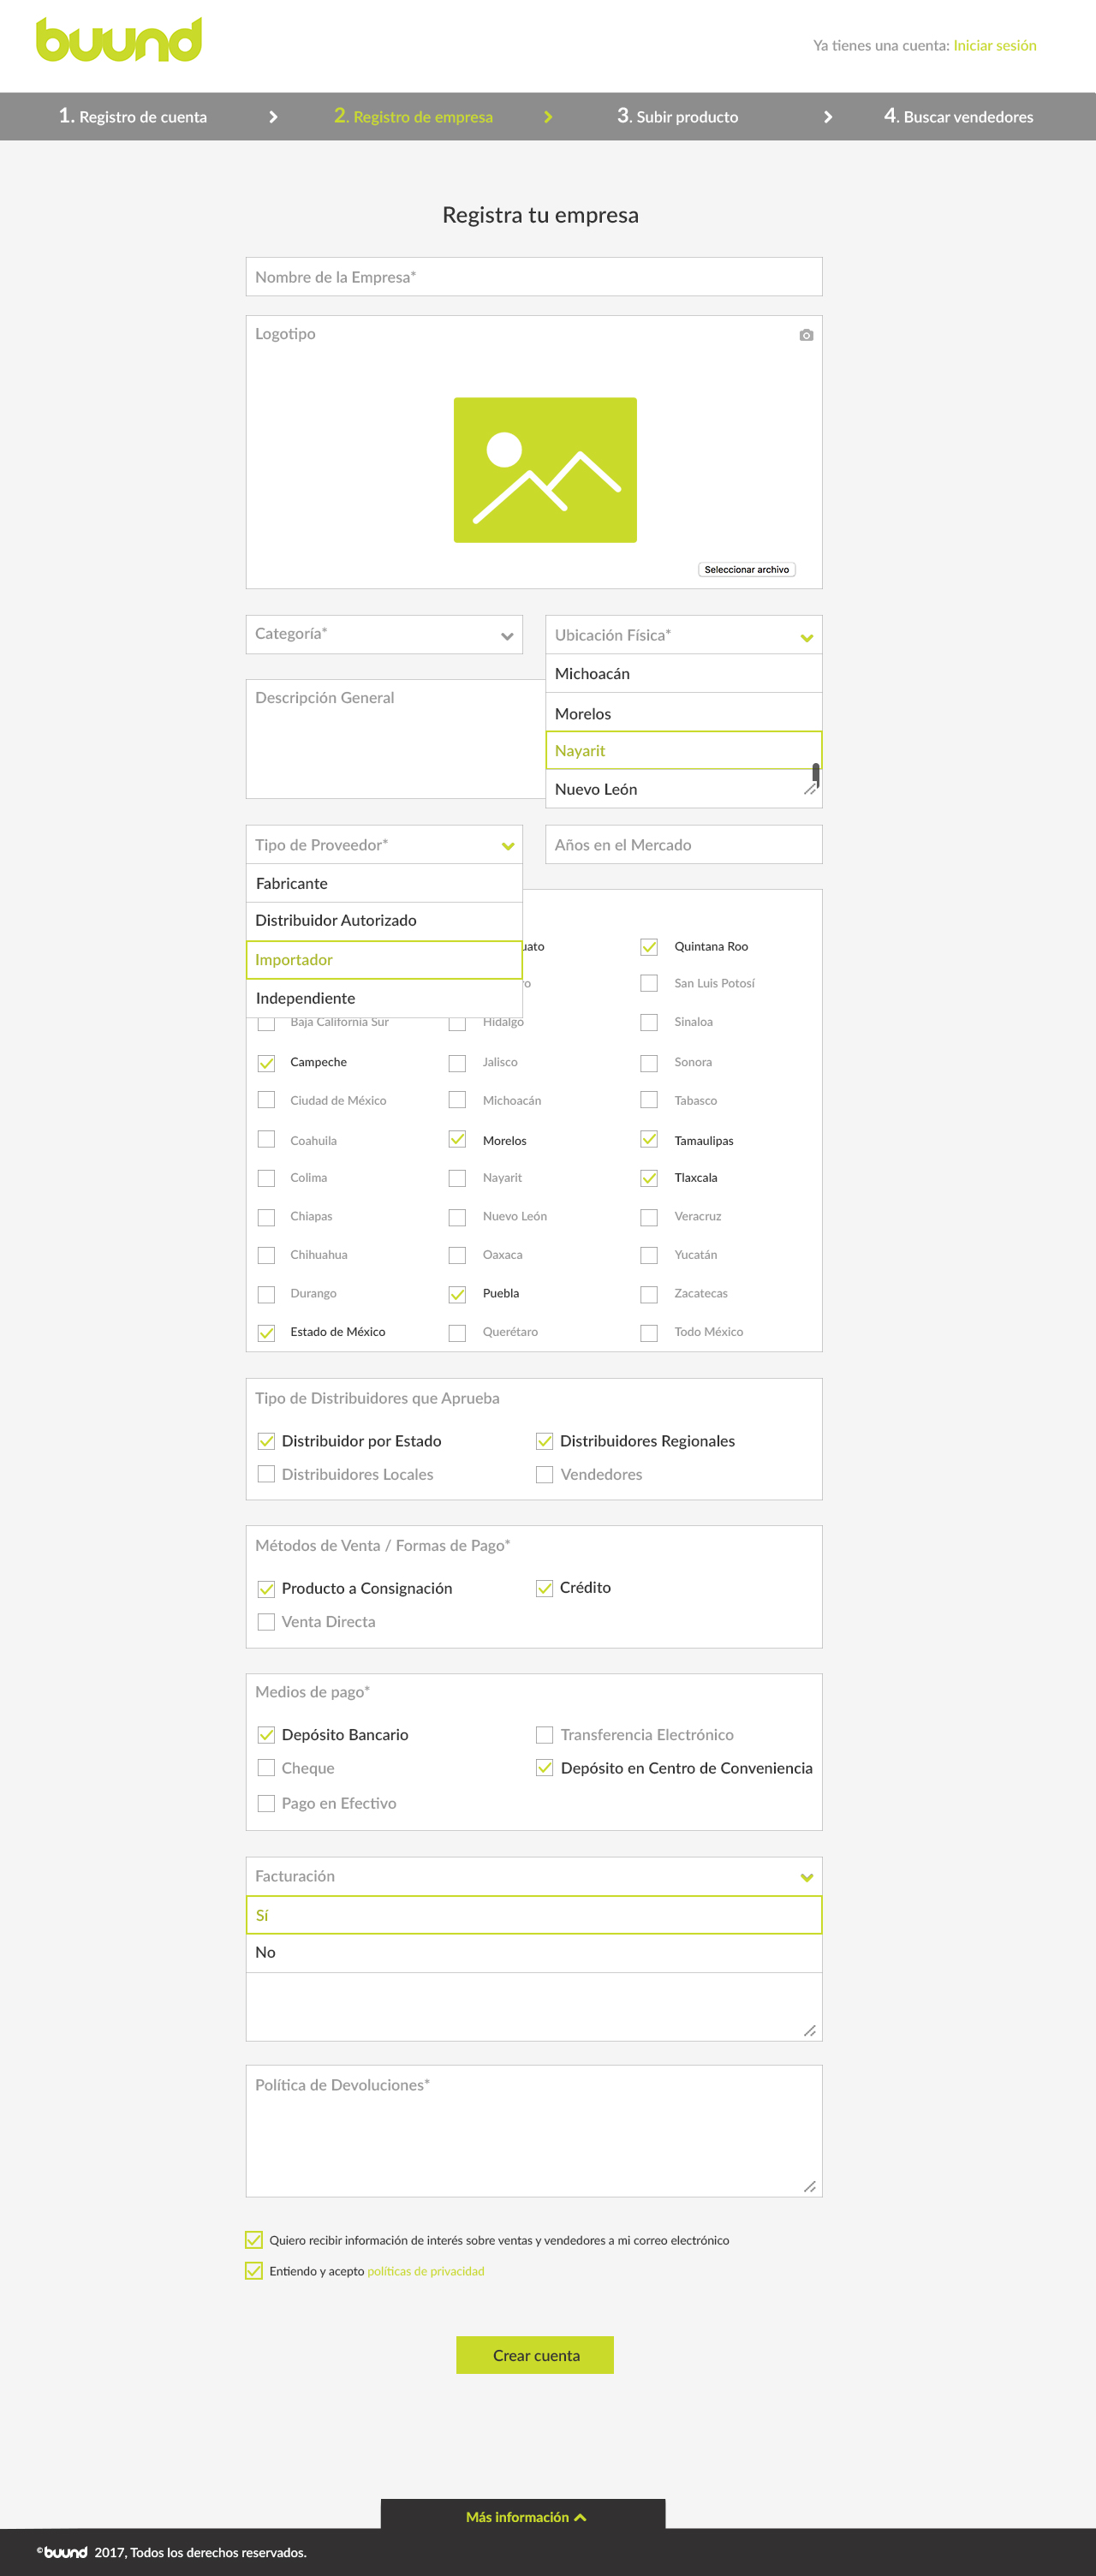 buund
Ya tienes una cuenta: Iniciar sesión
1. Registro de cuenta
2. Registro de empresa
3. Subir producto
4. Buscar vendedores
Registra tu empresa
Nombre de la Empresa*
Logotipo
Seleccionar archivo
Categoría*
Ubicación Física*
Michoacán
Morelos
Nayarit
Nuevo León
Descripción General
Tipo de Proveedor*
Años en el Mercado
Fabricante
Distribuidor Autorizado
Importador
Independiente
Quintana Roo
San Luis Potosí
Baja California Sur Hidalgo Sinaloa
Campeche Jalisco Sonora
Ciudad de México Michoacán Tabasco
Coahuila Morelos Tamaulipas
Colima Nayarit Tlaxcala
Chiapas Nuevo León Veracruz
Chihuahua Oaxaca Yucatán
Durango Puebla Zacatecas
Estado de México Querétaro Todo México
Tipo de Distribuidores que Aprueba
Distribuidor por Estado Distribuidores Regionales
Distribuidores Locales Vendedores
Métodos de Venta / Formas de Pago*
Producto a Consignación Crédito
Venta Directa
Medios de pago*
Depósito Bancario Transferencia Electrónico
Cheque Depósito en Centro de Conveniencia
Pago en Efectivo
Facturación
Sí
No
Política de Devoluciones*
Quiero recibir información de interés sobre ventas y vendedores a mi correo electrónico
Entiendo y acepto políticas de privacidad
Crear cuenta
Más información
©buund 2017, Todos los derechos reservados.